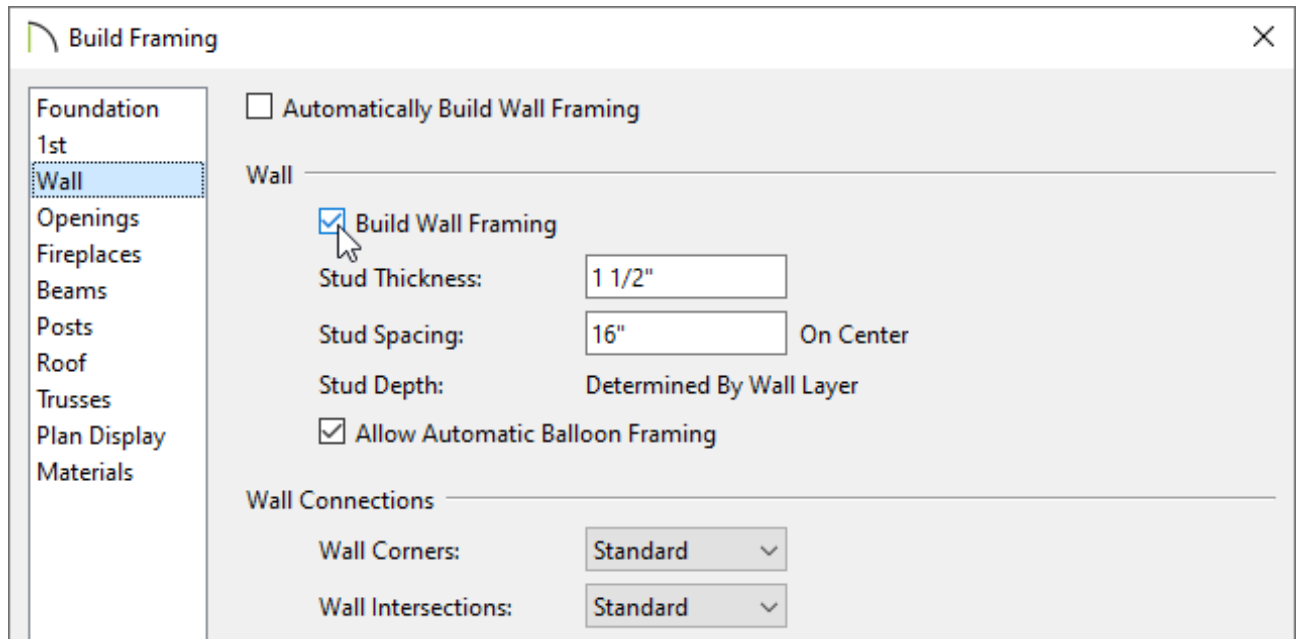 Build Framing
Foundation
1st
Wall
Openings
Fireplaces
Beams
Posts
Roof
Trusses
Plan Display
Materials
Automatically Build Wall Framing
Wall
Build Wall Framing
Stud Thickness: 1 1/2"
Stud Spacing: 16" On Center
Stud Depth: Determined By Wall Layer
Allow Automatic Balloon Framing
Wall Connections
Wall Corners: Standard
Wall Intersections: Standard